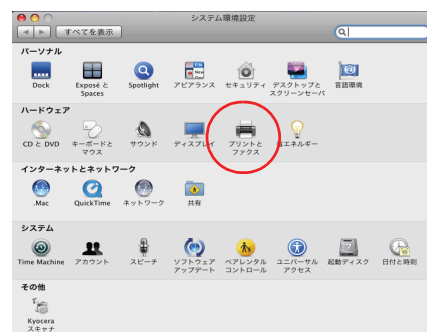 システム環境設定
すべてを表示
パーソナル
Dock
Exposé と
Spaces
Spotlight
アピアランス
セキュリティ
デスクトップと
スクリーンセーバ
言語環境
ハードウェア
CD と DVD
キーボードと
マウス
サウンド
ディスプレイ
プリントと
ファクス
省エネルギー
インターネットとネットワーク
.Mac
QuickTime
ネットワーク
共有
システム
Time Machine
アカウント
スピーチ
ソフトウェア
アップデート
ペアレンタル
コントロール
ユニバーサル
アクセス
起動ディスク
日付と時刻
その他
Kyocera
スキャナ